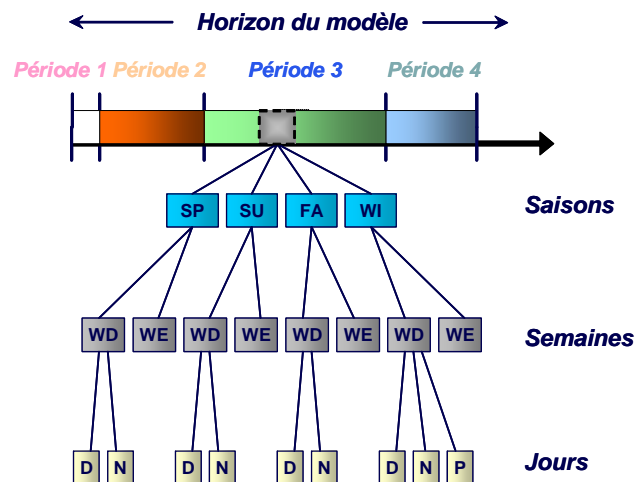 Horizon du modèle
Période 1 Période 2 Période 3 Période 4
SP SU FA WI Saisons
WD WE WD WE WD WE WD WE Semaines
D N D N D N D N P Jours